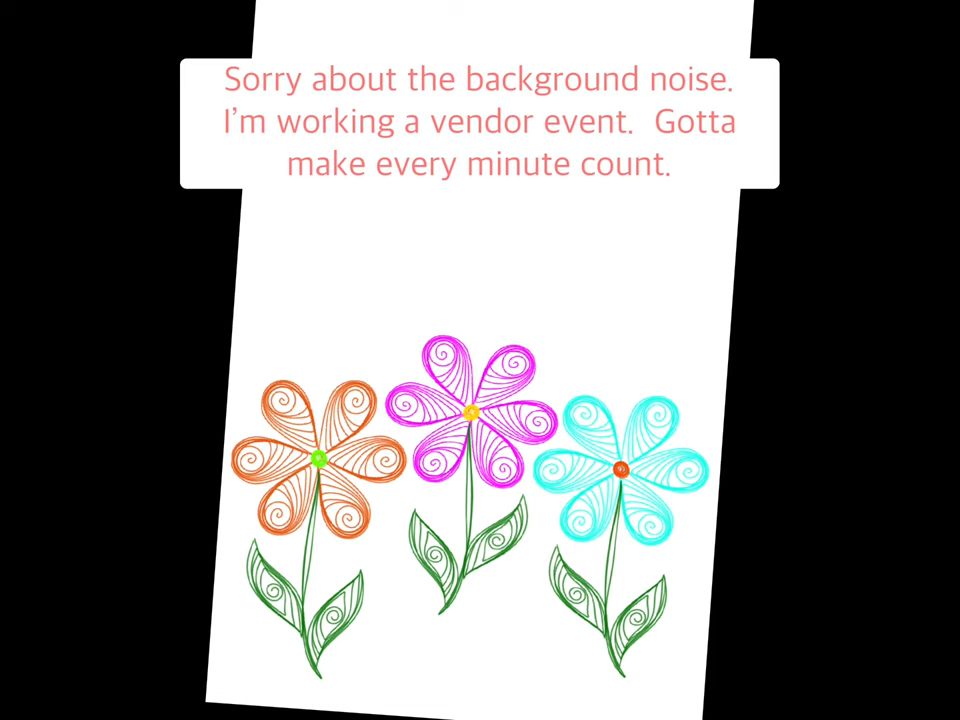 Sorry about the background noise.
I'm working a vendor event.  Gotta
make every minute count.